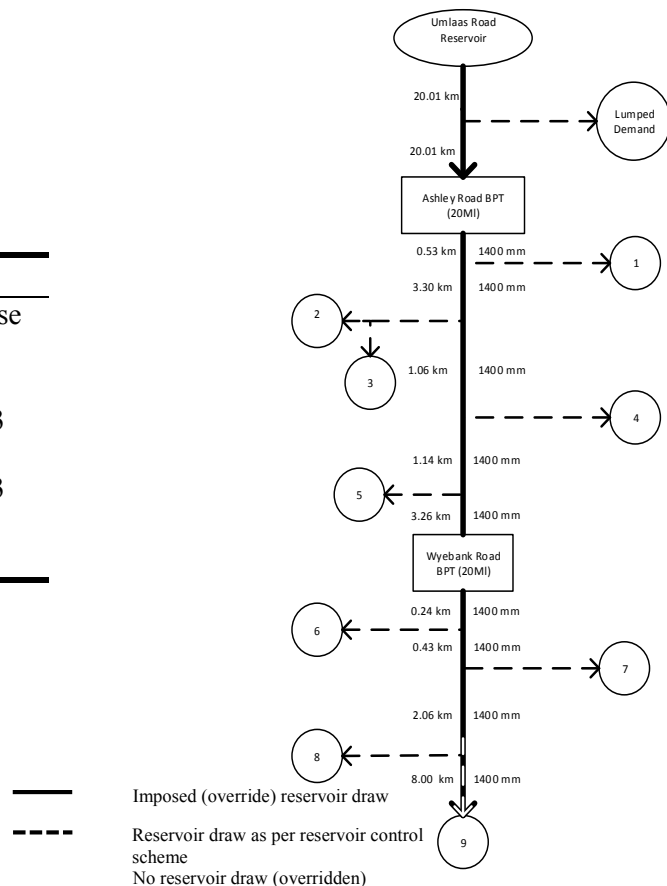 Umlaas Road
Reservoir
20.01 km
Lumped
Demand
20.01 km
Ashley Road BPT
(20Ml)
0.53 km 1400 mm
1
3.30 km 1400 mm
2
3
1.06 km 1400 mm
4
1.14 km 1400 mm
5
3.26 km 1400 mm
Wyebank Road
BPT (20Ml)
0.24 km 1400 mm
6
0.43 km 1400 mm
7
2.06 km 1400 mm
8
8.00 km 1400 mm
9
Imposed (override) reservoir draw
Reservoir draw as per reservoir control
scheme
No reservoir draw (overridden)